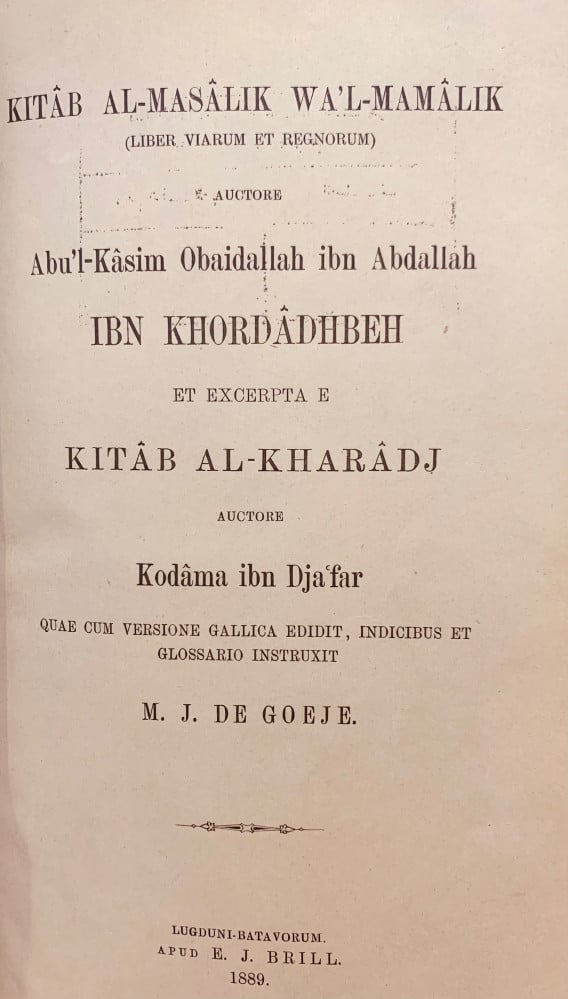 KITÂB AL-MASÂLIK WA'L-MAMÂLIK
(LIBER VIARUM ET REGNORUM)
AUCTORE
Abu'l-Kâsim Obaidallah ibn Abdallah
IBN KHORDÂDHBEH
ET EXCERPTA E
KITÂB AL-KHARÂDJ
AUCTORE
Kodâma ibn Djaʿfar
QUAE CUM VERSIONE GALLICA EDIDIT, INDICIBUS ET
GLOSSARIO INSTRUXIT
M. J. DE GOEJE.
LUGDUNI-BATAVORUM.
APUD E. J. BRILL.
1889.